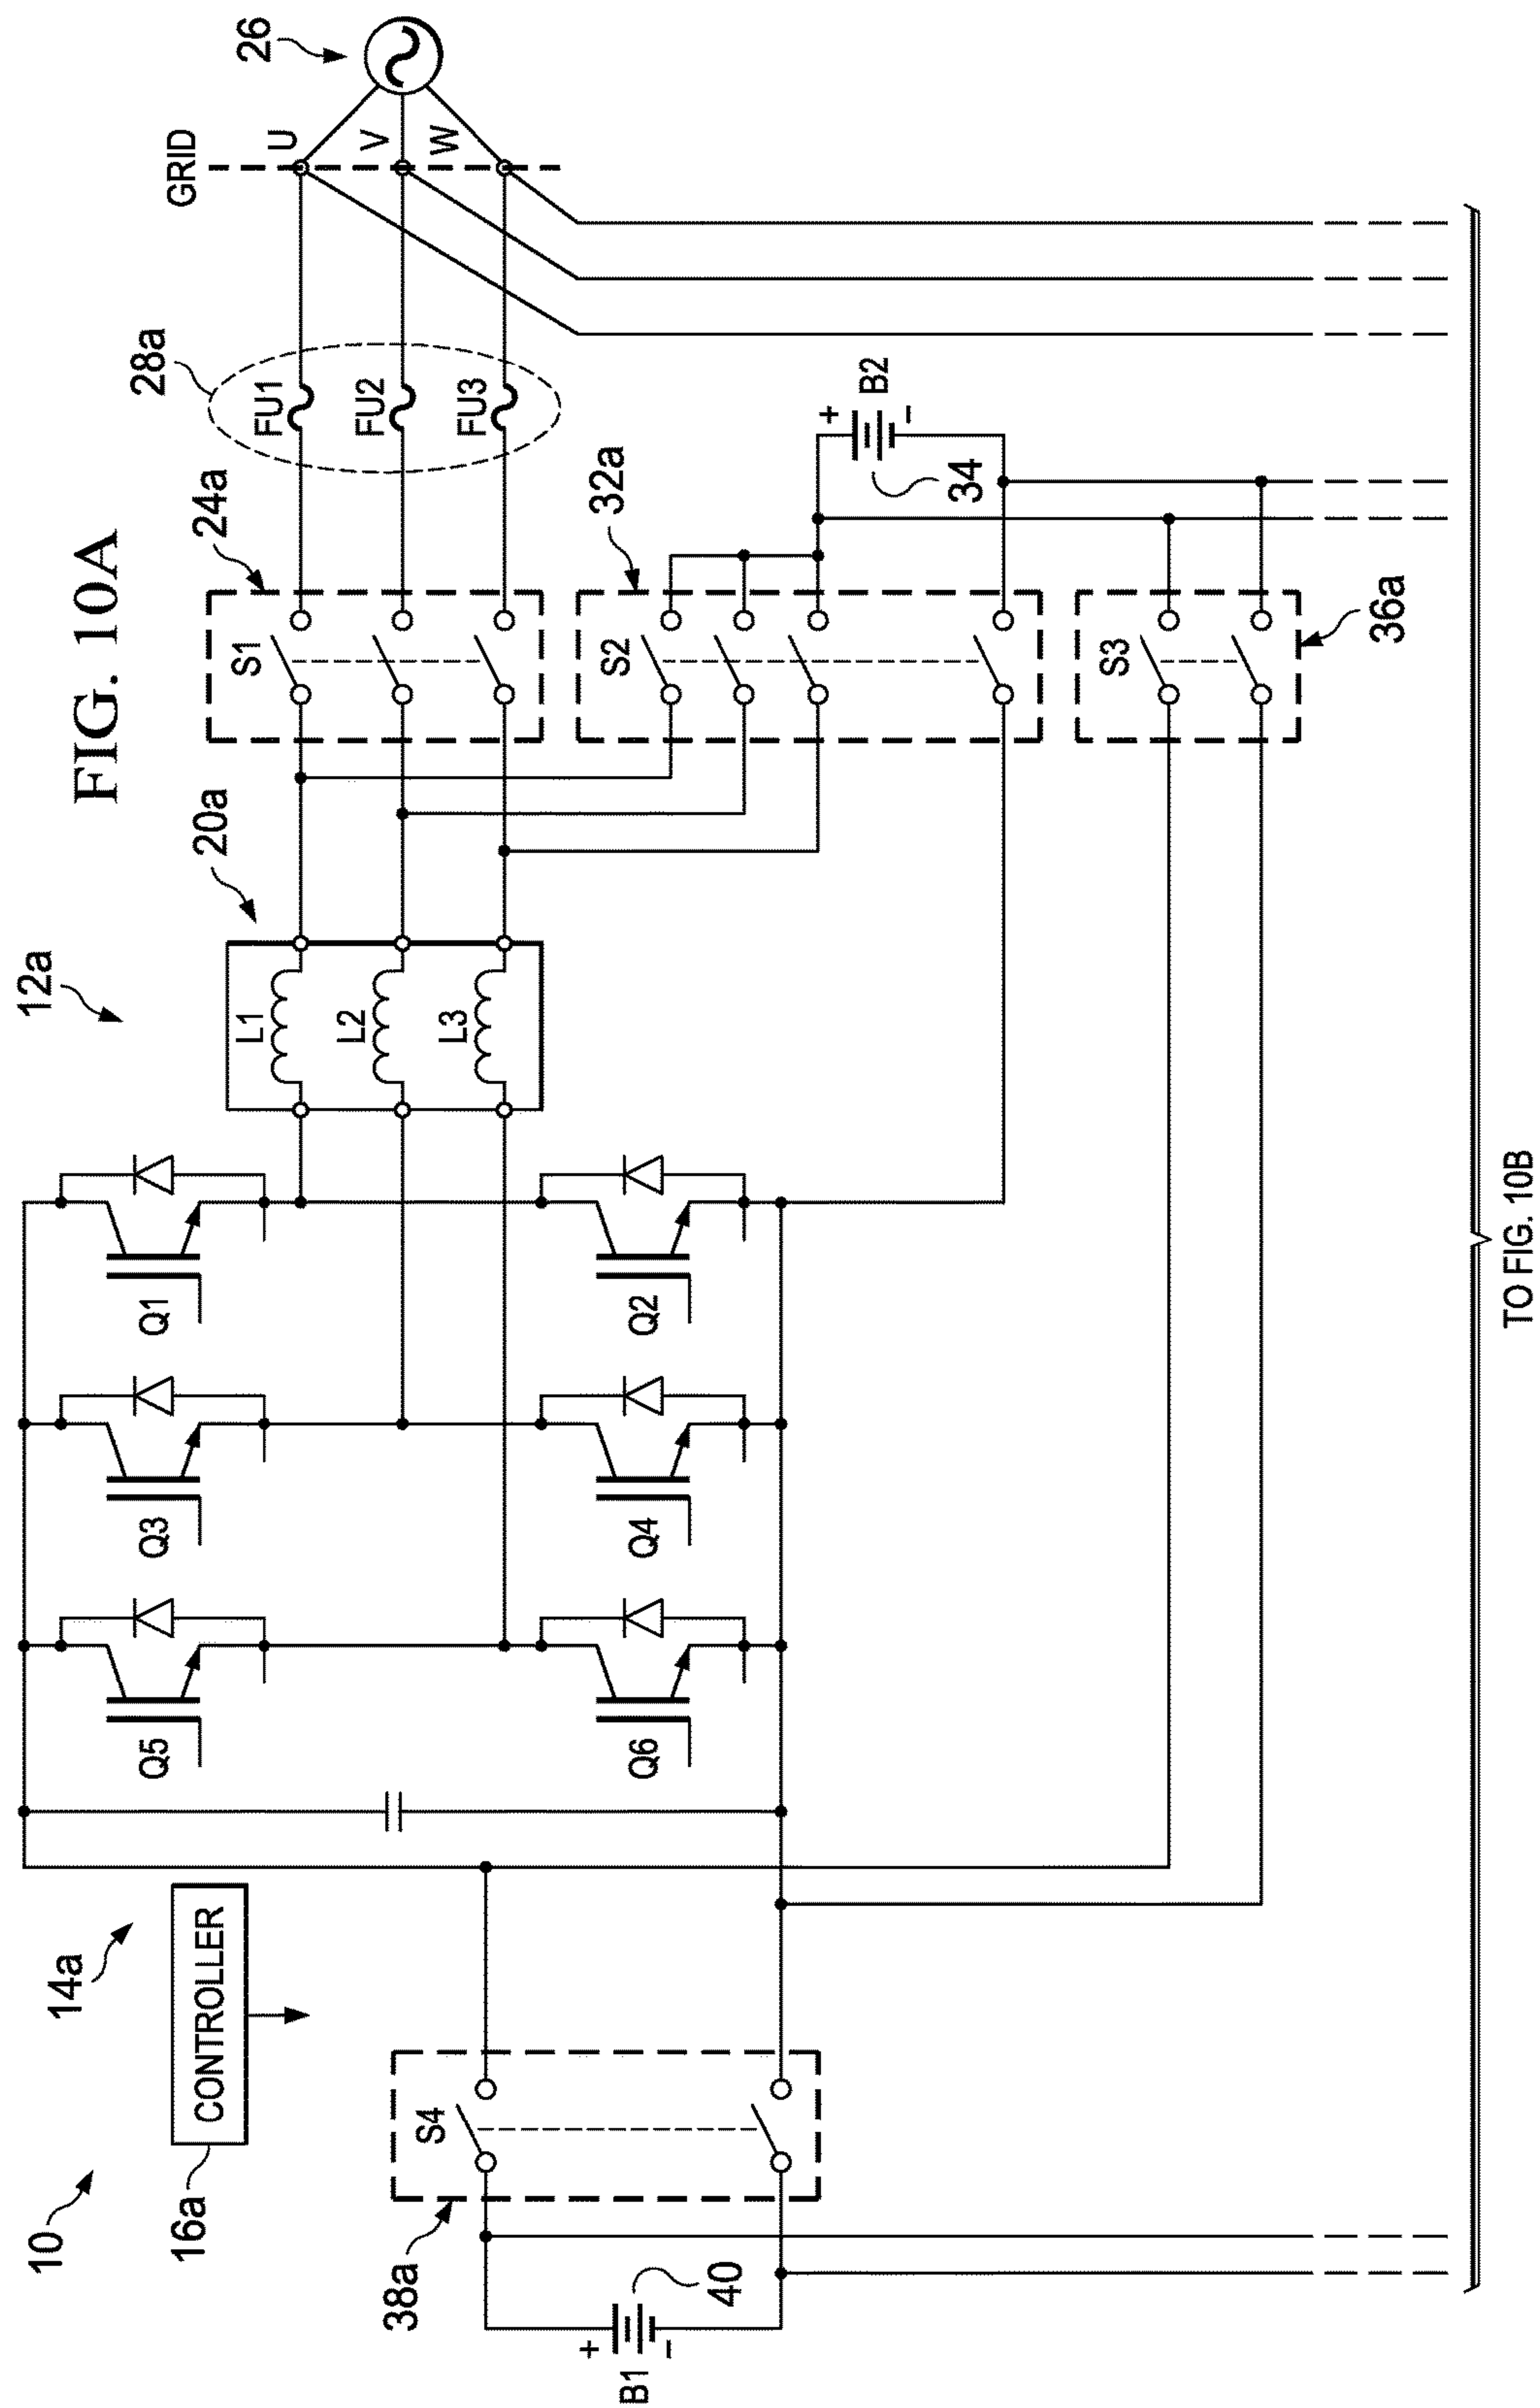 FIG. 10A
10
14a
12a
16a
CONTROLLER
20a
24a
28a
GRID
26
U
V
W
FU1
FU2
FU3
S1
L1
L2
L3
Q5
Q3
Q1
Q6
Q4
Q2
S4
38a
+
B1
-
40
S2
32a
+
B2
-
34
S3
36a
TO FIG. 10B